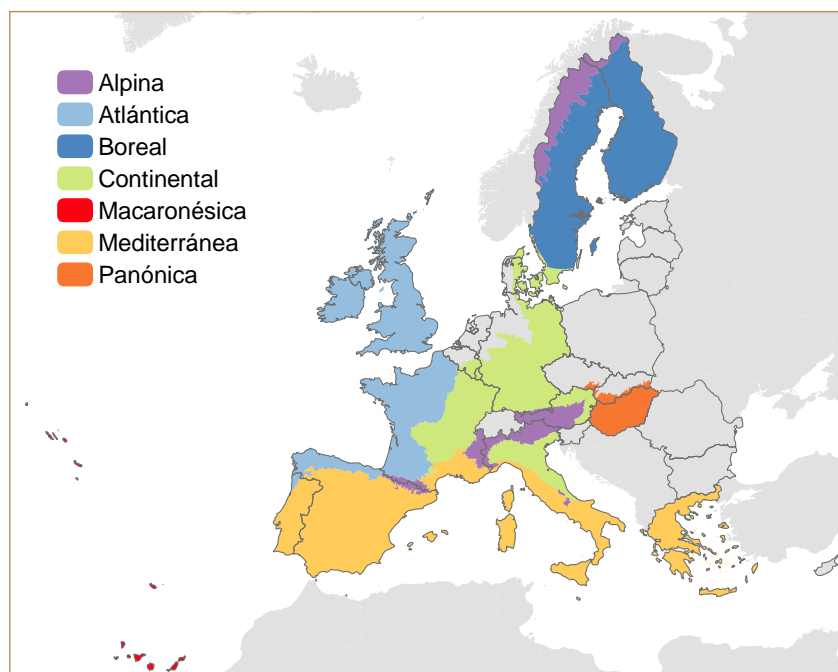 Alpina
Atlántica
Boreal
Continental
Macaronésica
Mediterránea
Panónica